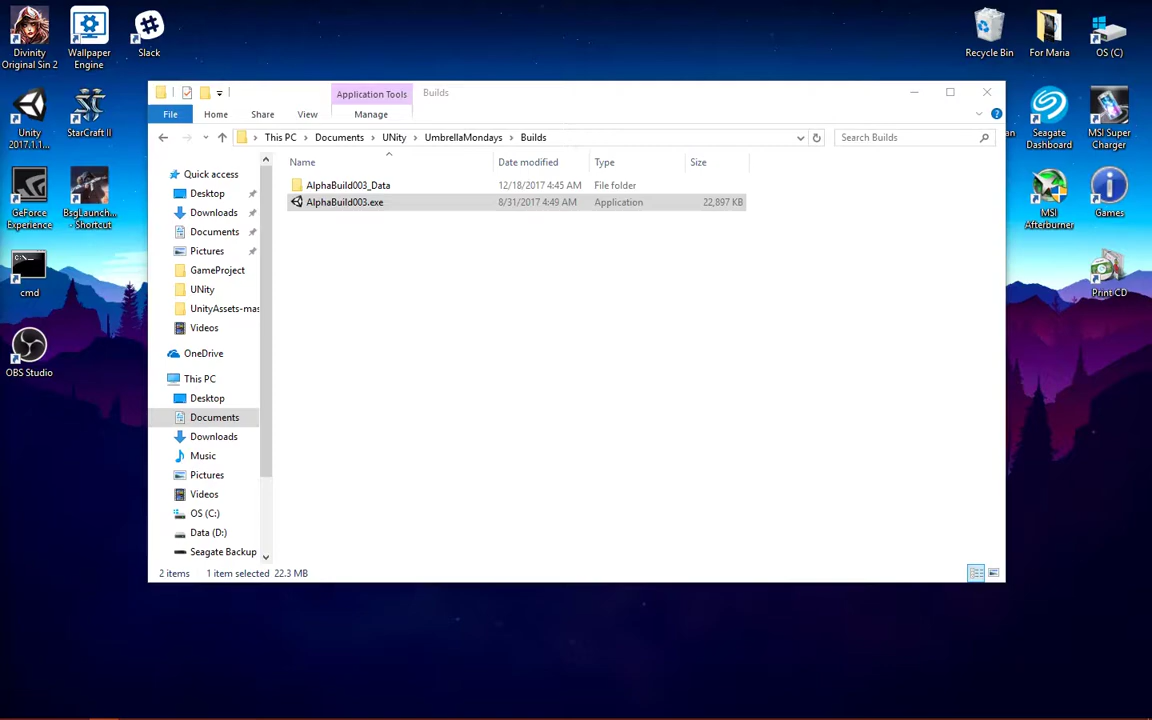 Divinity
Original Sin 2
Wallpaper
Engine
Slack
Recycle Bin
For Maria
OS (C)
Unity
2017.1.1...
StarCraft II
Seagate
Dashboard
MSI Super
Charger
GeForce
Experience
BsgLaunch...
- Shortcut
MSI
Afterburner
Games
cmd
Print CD
OBS Studio
Application Tools
Builds
File
Home
Share
View
Manage
This PC
Documents
UNity
UmbrellaMondays
Builds
Search Builds
Name
Date modified
Type
Size
AlphaBuild003_Data
12/18/2017 4:45 AM
File folder
AlphaBuild003.exe
8/31/2017 4:49 AM
Application
22,897 KB
Quick access
Desktop
Downloads
Documents
Pictures
GameProject
UNity
UnityAssets-mas
Videos
OneDrive
This PC
Desktop
Documents
Downloads
Music
Pictures
Videos
OS (C:)
Data (D:)
Seagate Backup
2 items
1 item selected 22.3 MB